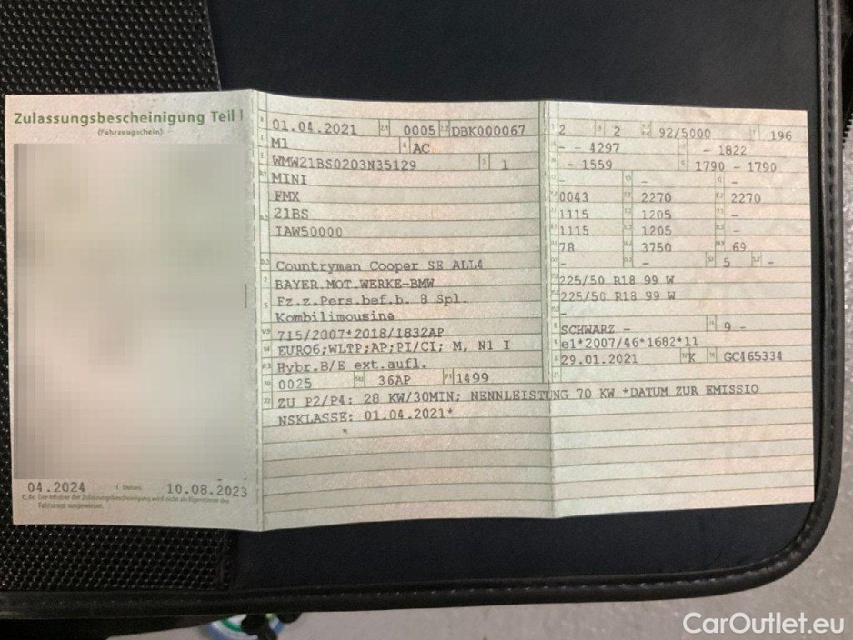 Zulassungsbescheinigung Teil I
(Fahrzeugschein)
04.2024 10.08.2023
01.04.2021 0005 DBK000067
M1 AC
WMW21BS0203N35129 1
MINI
FMX
21BS
IAW50000
Countryman Cooper SE ALL4
BAYER.MOT.WERKE-BMW
Fz.z.Pers.bef.b. 8 Spl.
Kombilimousine
715/2007*2018/1832AP
EURO6;WLTP;AP;PI/CI; M, N1 I
Hybr.B/E ext.aufl.
0025 36AP 1499
ZU P2/P4: 28 KW/30MIN; NENNLEISTUNG 70 KW *DATUM ZUR EMISSIO
NSKLASSE: 01.04.2021*
2 2 92/5000 196
- - 4297 - 1822
- - 1559 1790 - 1790
- - -
0043 2270 2270
1115 1205 -
1115 1205 -
78 3750 69
- - 5 -
225/50 R18 99 W
225/50 R18 99 W
SCHWARZ - 9 -
e1*2007/46*1682*11
29.01.2021 K GC465334
CarOutlet.eu